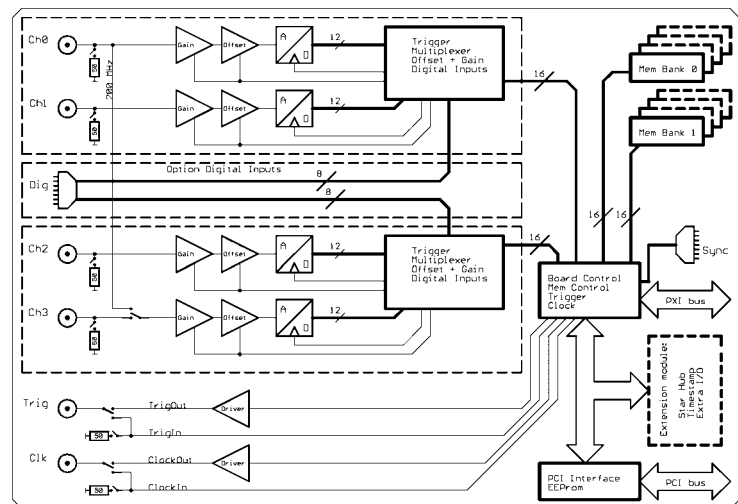 Ch0
50
200 MHz
Gain
Offset
A
D
12
Trigger
Multiplexer
Offset + Gain
Digital Inputs
16
Mem Bank 0
Ch1
50
Gain
Offset
A
D
12
Mem Bank 1
Option Digital Inputs
Dig
8
8
16
16
Ch2
50
Gain
Offset
A
D
12
Trigger
Multiplexer
Offset + Gain
Digital Inputs
16
Sync
Board Control
Mem Control
Trigger
Clock
PXI bus
Ch3
50
Gain
Offset
A
D
12
Extension module:
Star Hub
Timestamp
Extra I/O
Trig
TrigOut
Driver
50
TrigIn
Clk
ClockOut
Driver
50
ClockIn
PCI Interface
EEProm
PCI bus